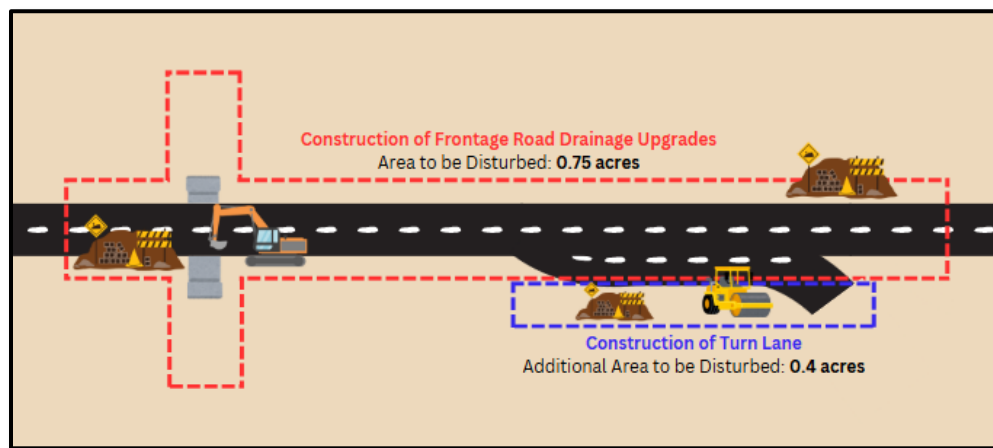 Construction of Frontage Road Drainage Upgrades
Area to be Disturbed: 0.75 acres
Construction of Turn Lane
Additional Area to be Disturbed: 0.4 acres